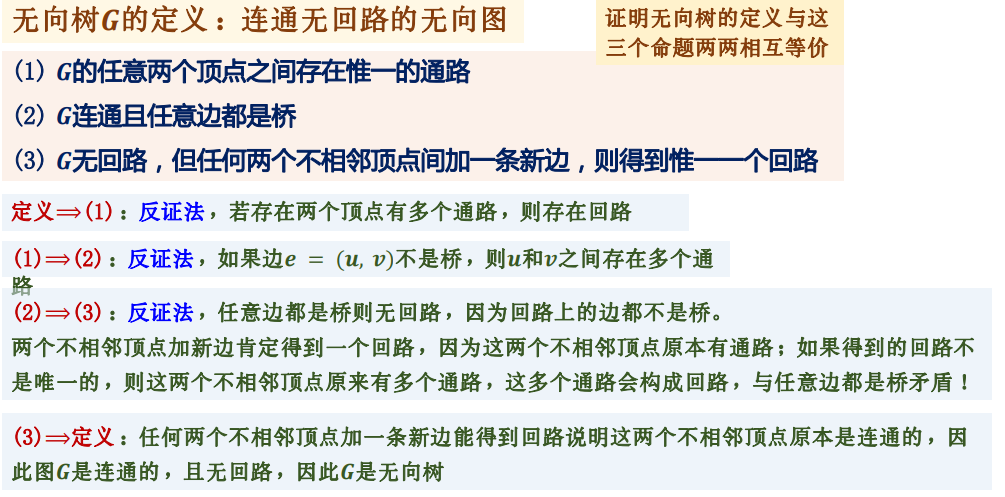 无向树G的定义：连通无回路的无向图
证明无向树的定义与这
三个命题两两相互等价
(1) G的任意两个顶点之间存在惟一的通路
(2) G连通且任意边都是桥
(3) G无回路，但任何两个不相邻顶点间加一条新边，则得到惟一一个回路
定义⟹(1)：反证法，若存在两个顶点有多个通路，则存在回路
(1)⟹(2)：反证法，如果边e = (u, v)不是桥，则u和v之间存在多个通
路
(2)⟹(3)：反证法，任意边都是桥则无回路，因为回路上的边都不是桥。
两个不相邻顶点加新边肯定得到一个回路，因为这两个不相邻顶点原本有通路；如果得到的回路不
是唯一的，则这两个不相邻顶点原来有多个通路，这多个通路会构成回路，与任意边都是桥矛盾！
(3)⟹定义：任何两个不相邻顶点加一条新边能得到回路说明这两个不相邻顶点原本是连通的，因
此图G是连通的，且无回路，因此G是无向树